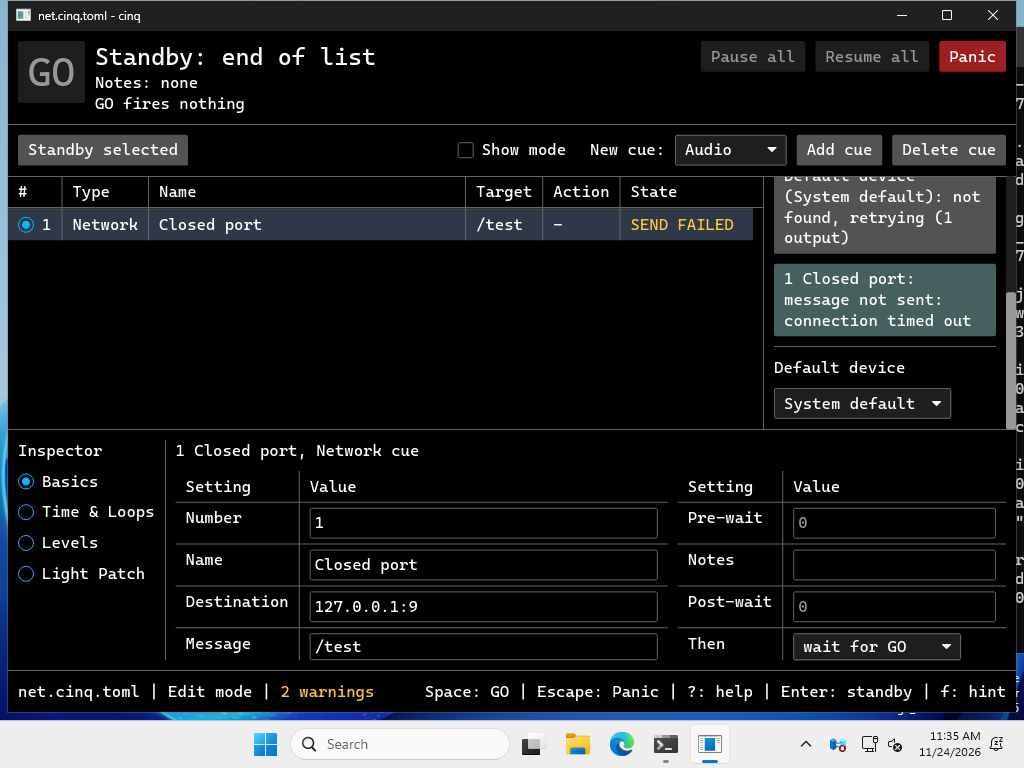 net.cinq.toml - cinq
GO
Standby: end of list
Notes: none
GO fires nothing
Pause all
Resume all
Panic
Standby selected
Show mode
New cue:
Audio
Add cue
Delete cue
# Type Name Target Action State
1 Network Closed port /test – SEND FAILED
Default device
(System default): not
found, retrying (1
output)
1 Closed port:
message not sent:
connection timed out
Default device
System default
Inspector
Basics
Time & Loops
Levels
Light Patch
1 Closed port, Network cue
Setting Value
Number 1
Name Closed port
Destination 127.0.0.1:9
Message /test
Setting Value
Pre-wait 0
Notes
Post-wait 0
Then wait for GO
net.cinq.toml | Edit mode | 2 warnings
Space: GO | Escape: Panic | ?: help | Enter: standby | f: hint
Search
11:35 AM
11/24/2026